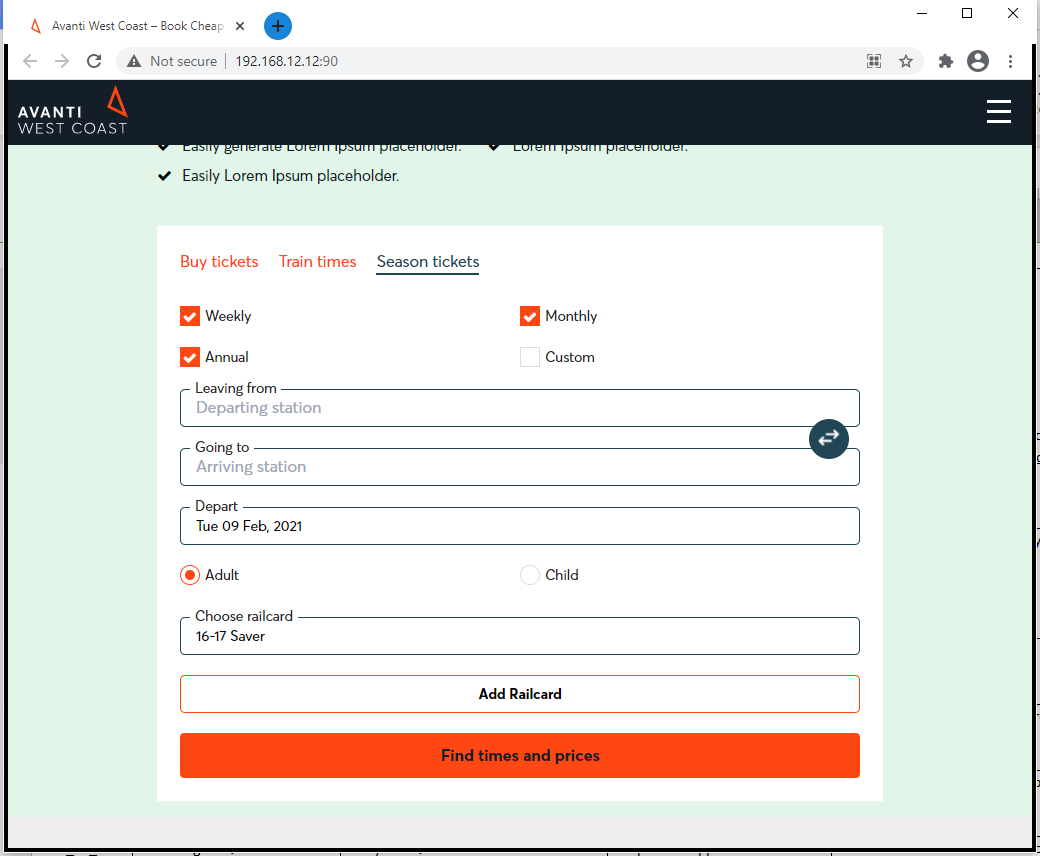 Avanti West Coast – Book Cheap
Not secure
192.168.12.12:90
AVANTI
WEST COAST
Easily generate Lorem Ipsum placeholder.
Lorem Ipsum placeholder.
Easily Lorem Ipsum placeholder.
Buy tickets Train times Season tickets
Weekly Monthly
Annual Custom
Leaving from
Departing station
Going to
Arriving station
Depart
Tue 09 Feb, 2021
Adult Child
Choose railcard
16-17 Saver
Add Railcard
Find times and prices